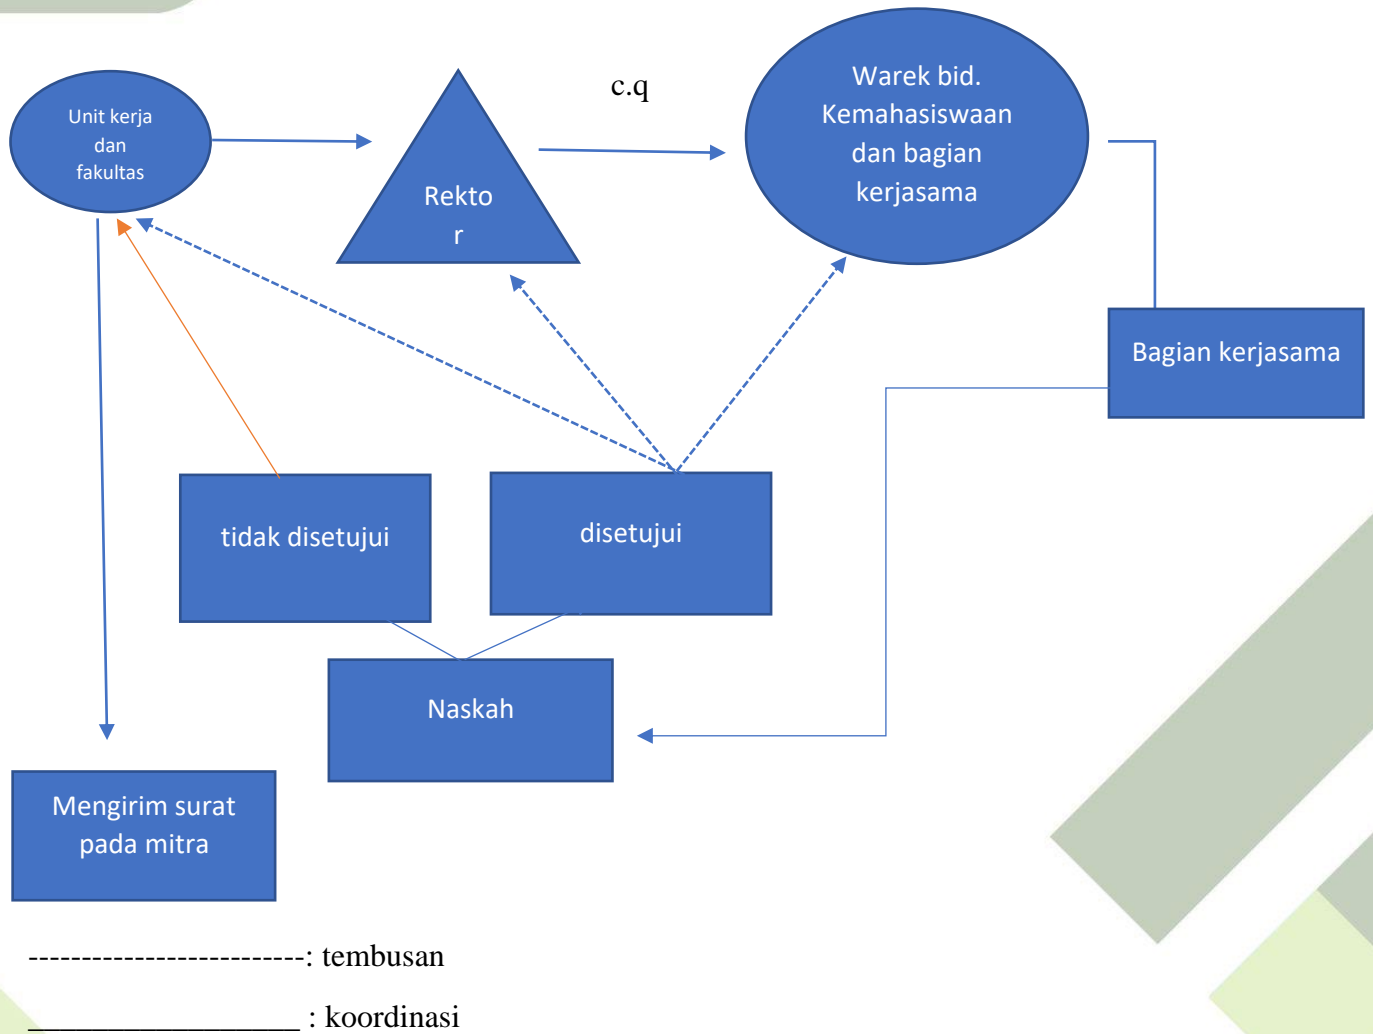 Unit kerja
dan
fakultas
Rekto
r
c.q
Warek bid.
Kemahasiswaan
dan bagian
kerjasama
Bagian kerjasama
tidak disetujui
disetujui
Naskah
Mengirim surat
pada mitra
--------------------------: tembusan
_________________ : koordinasi